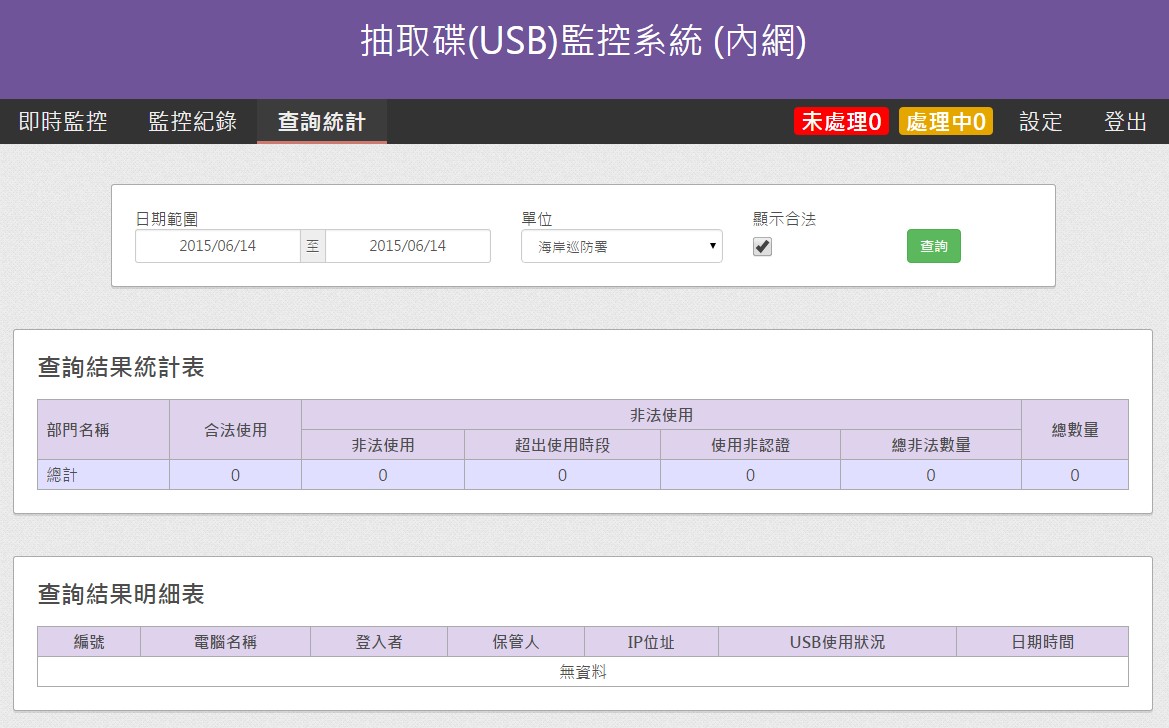 抽取碟(USB)監控系統 (內網)
即時監控 監控紀錄 查詢統計 未處理0 處理中0 設定 登出
日期範圍 單位 顯示合法
2015/06/14 至 2015/06/14 海岸巡防署 查詢
查詢結果統計表
部門名稱 合法使用 非法使用 總數量
非法使用 超出使用時段 使用非認證 總非法數量
總計 0 0 0 0 0 0
查詢結果明細表
編號 電腦名稱 登入者 保管人 IP位址 USB使用狀況 日期時間
無資料